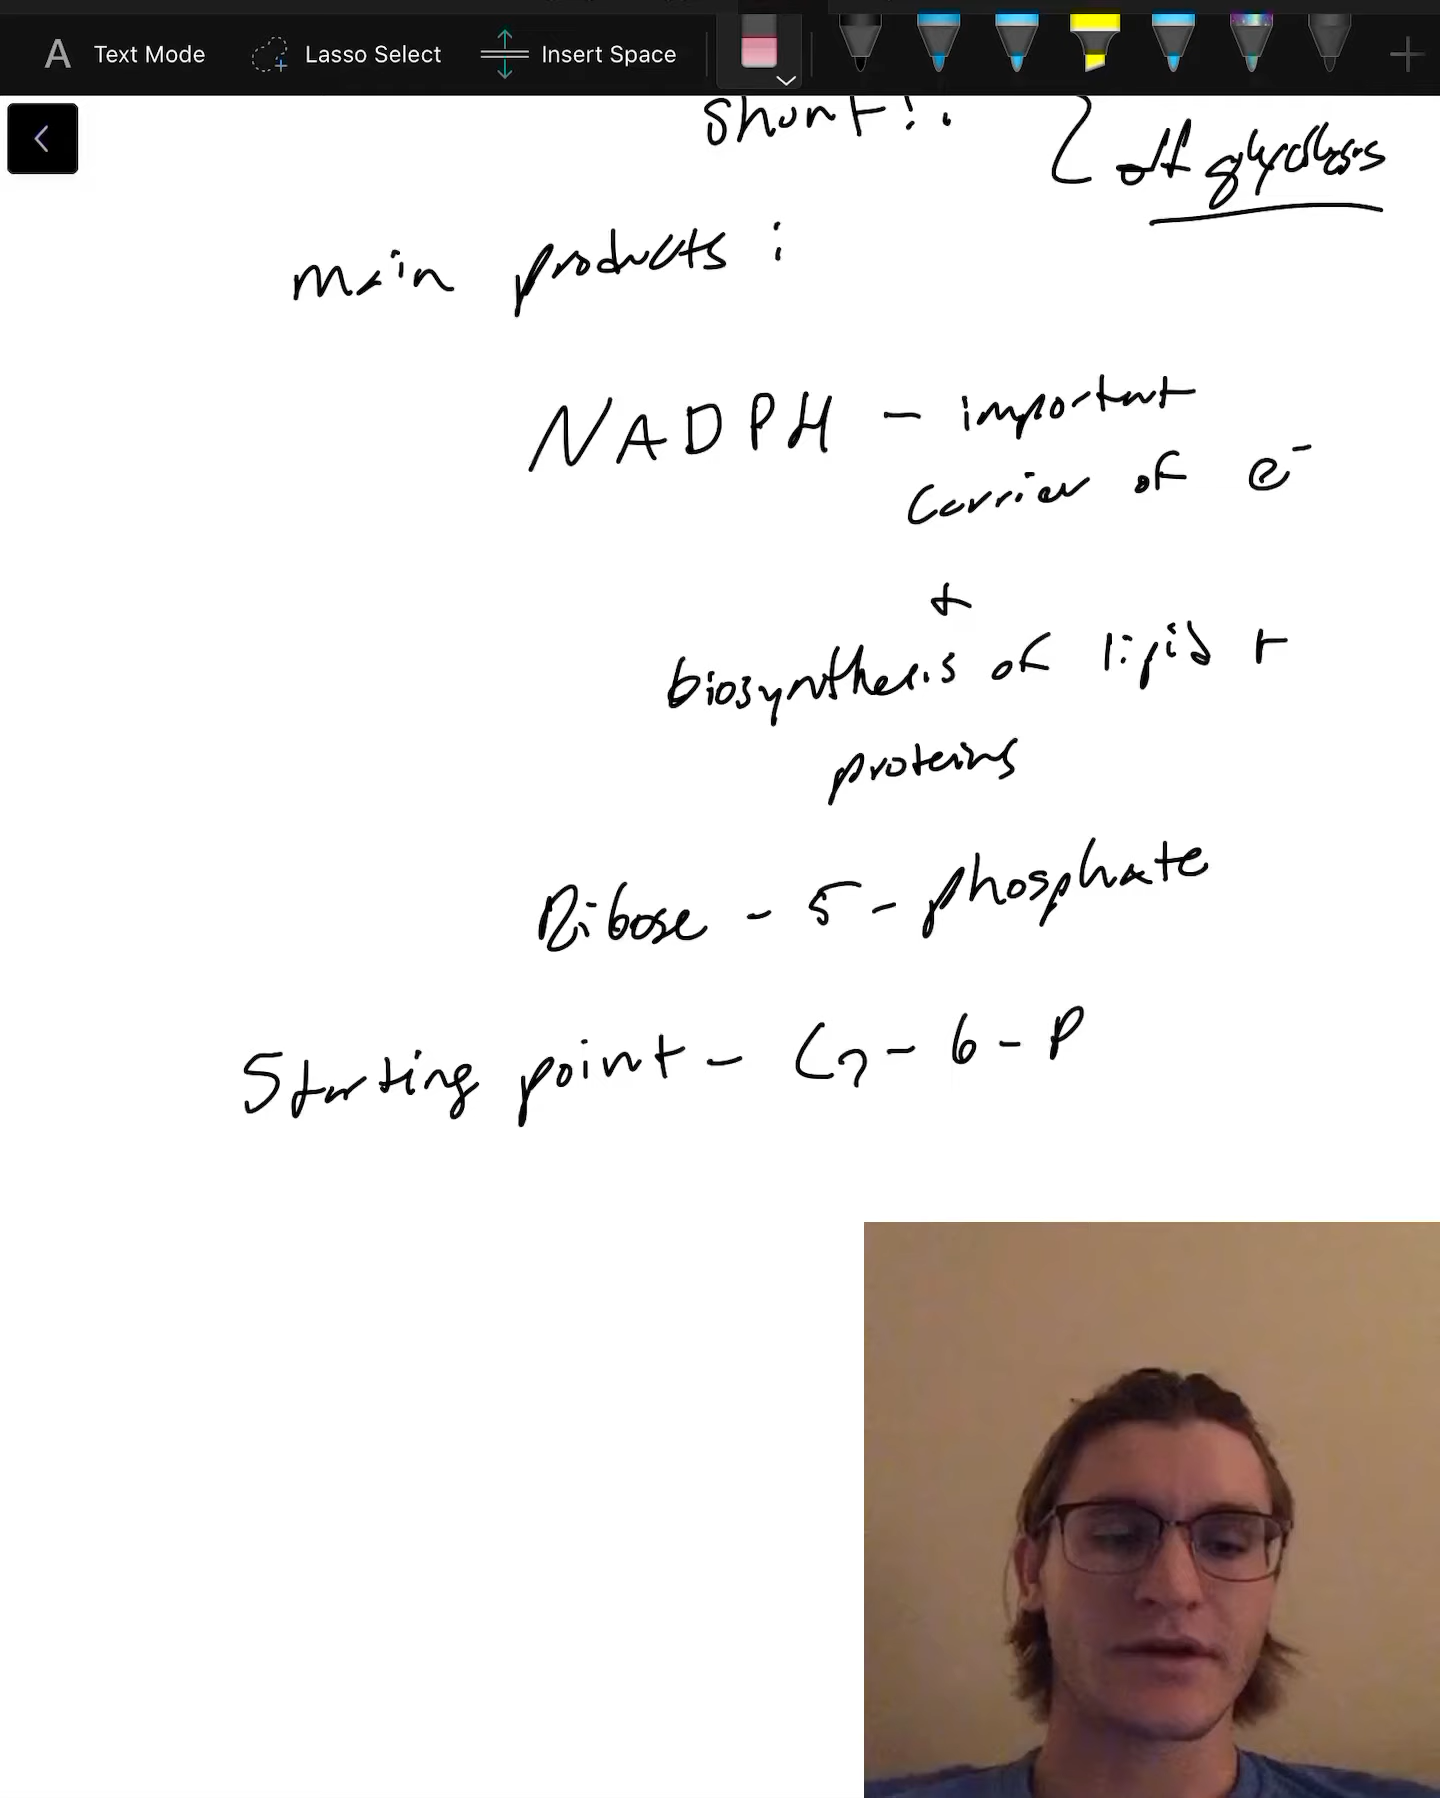 A Text Mode Lasso Select Insert Space
shunt!.
off glycolysis
main products :
NADPH - important
carrier of e-
+
biosynthesis of lipid +
proteins
Ribose - 5 - phosphate
Starting point - G - 6 - P